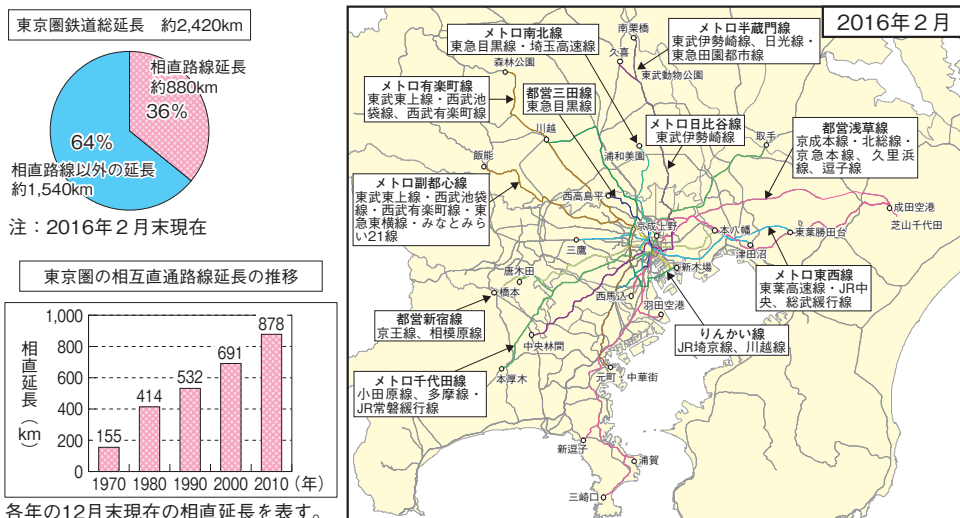 東京圏鉄道総延長 約2,420km
相直路線延長
約880km
36%
64%
相直路線以外の延長
約1,540km
注：2016年２月末現在
東京圏の相互直通路線延長の推移
相直延長（km）
1,000
800
600
400
200
0
155
414
532
691
878
1970 1980 1990 2000 2010（年）
各年の12月末現在の相直延長を表す。
2016年２月
メトロ南北線
東急目黒線・埼玉高速線
南栗橋
久喜
メトロ半蔵門線
東武伊勢崎線、日光線・
東急田園都市線
森林公園
東武動物公園
メトロ有楽町線
東武東上線・西武池
袋線、西武有楽町線
都営三田線
東急目黒線
メトロ日比谷線
東武伊勢崎線
取手
都営浅草線
京成本線・北総線・
京急本線、久里浜
線、逗子線
川越
浦和美園
飯能
メトロ副都心線
東武東上線・西武池袋
線・西武有楽町線・東
急東横線・みなとみら
い21線
西高島平
京成上野
成田空港
芝山千代田
本八幡
東葉勝田台
津田沼
三鷹
新木場
唐木田
橋本
西馬込
羽田空港
メトロ東西線
東葉高速線・JR中
央、総武緩行線
都営新宿線
京王線、相模原線
中央林間
りんかい線
JR埼京線、川越線
メトロ千代田線
小田原線、多摩線・
JR常磐緩行線
本厚木
元町・中華街
新逗子
浦賀
三崎口